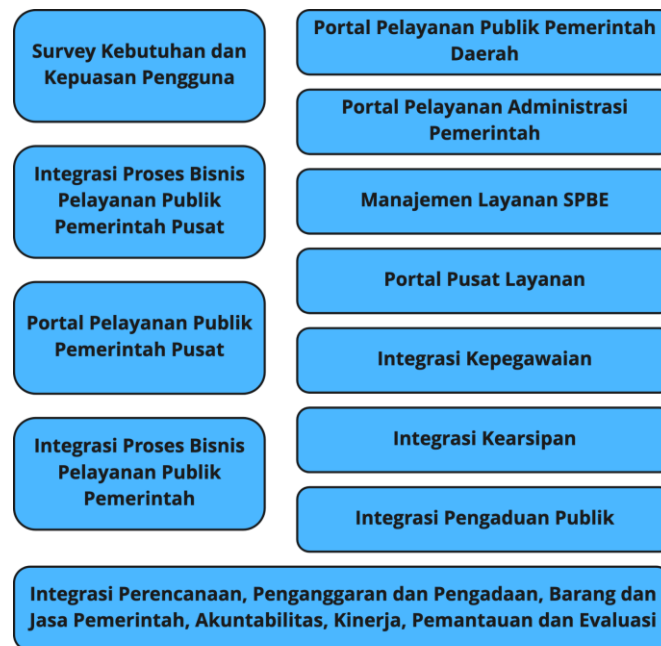 Survey Kebutuhan dan
Kepuasan Pengguna
Integrasi Proses Bisnis
Pelayanan Publik
Pemerintah Pusat
Portal Pelayanan Publik
Pemerintah Pusat
Integrasi Proses Bisnis
Pelayanan Publik
Pemerintah
Portal Pelayanan Publik Pemerintah
Daerah
Portal Pelayanan Administrasi
Pemerintah
Manajemen Layanan SPBE
Portal Pusat Layanan
Integrasi Kepegawaian
Integrasi Kearsipan
Integrasi Pengaduan Publik
Integrasi Perencanaan, Penganggaran dan Pengadaan, Barang dan
Jasa Pemerintah, Akuntabilitas, Kinerja, Pemantauan dan Evaluasi